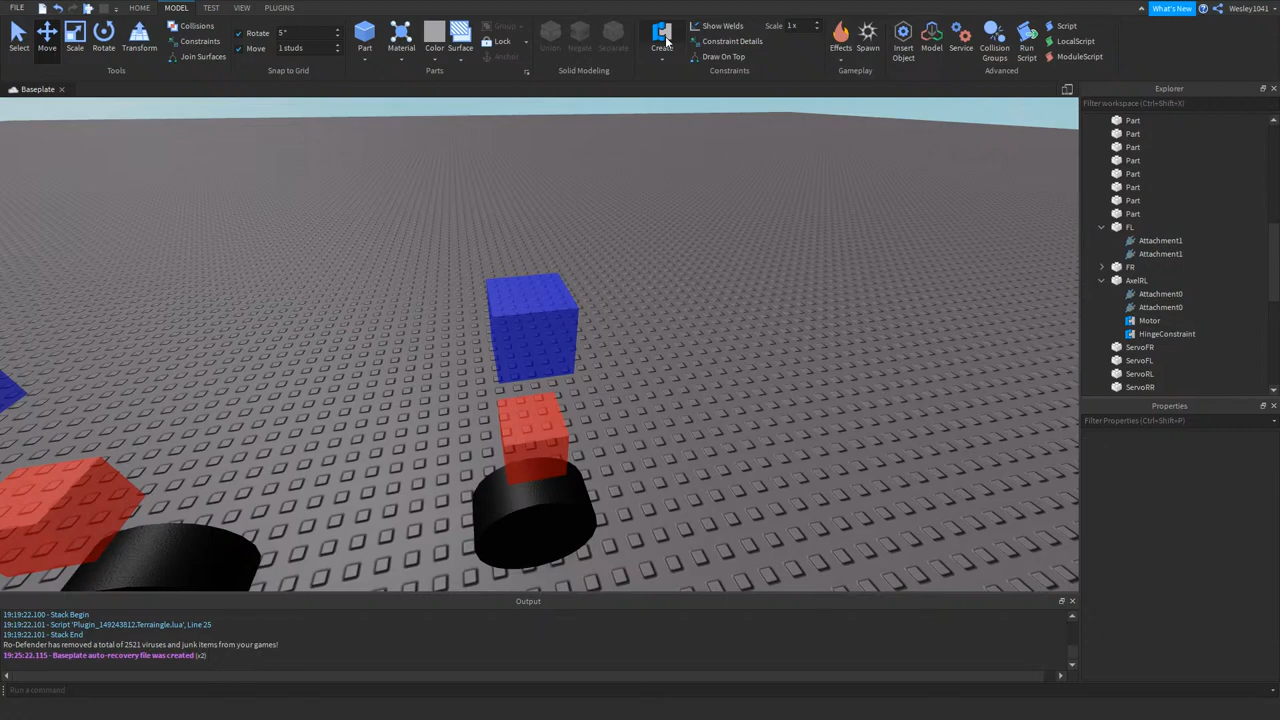 FILE HOME MODEL TEST VIEW PLUGINS What's New Wesley1041
Select Move Scale Rotate Transform
Collisions
Constraints
Join Surfaces
Tools
Rotate 5°
Move 1 studs
Snap to Grid
Part Material Color Surface
Group
Lock
Anchor
Parts
Union Negate Separate
Solid Modeling
Create
Show Welds Scale 1x
Constraint Details
Draw On Top
Constraints
Effects Spawn
Gameplay
Insert Object Model Service Collision Groups Run Script
Script
LocalScript
ModuleScript
Advanced
Baseplate
Explorer
Filter workspace (Ctrl+Shift+X)
Part
Part
Part
Part
Part
Part
Part
Part
FL
Attachment1
Attachment1
FR
AxelRL
Attachment0
Attachment0
Motor
HingeConstraint
ServoFR
ServoFL
ServoRL
ServoRR
Properties
Filter Properties (Ctrl+Shift+P)
Output
19:19:22.100 - Stack Begin
19:19:22.101 - Script 'Plugin_149243812.Terraingle.lua', Line 25
19:19:22.101 - Stack End
Ro-Defender has removed a total of 2521 viruses and junk items from your games!
19:25:22.115 - Baseplate auto-recovery file was created (x2)
Run a command